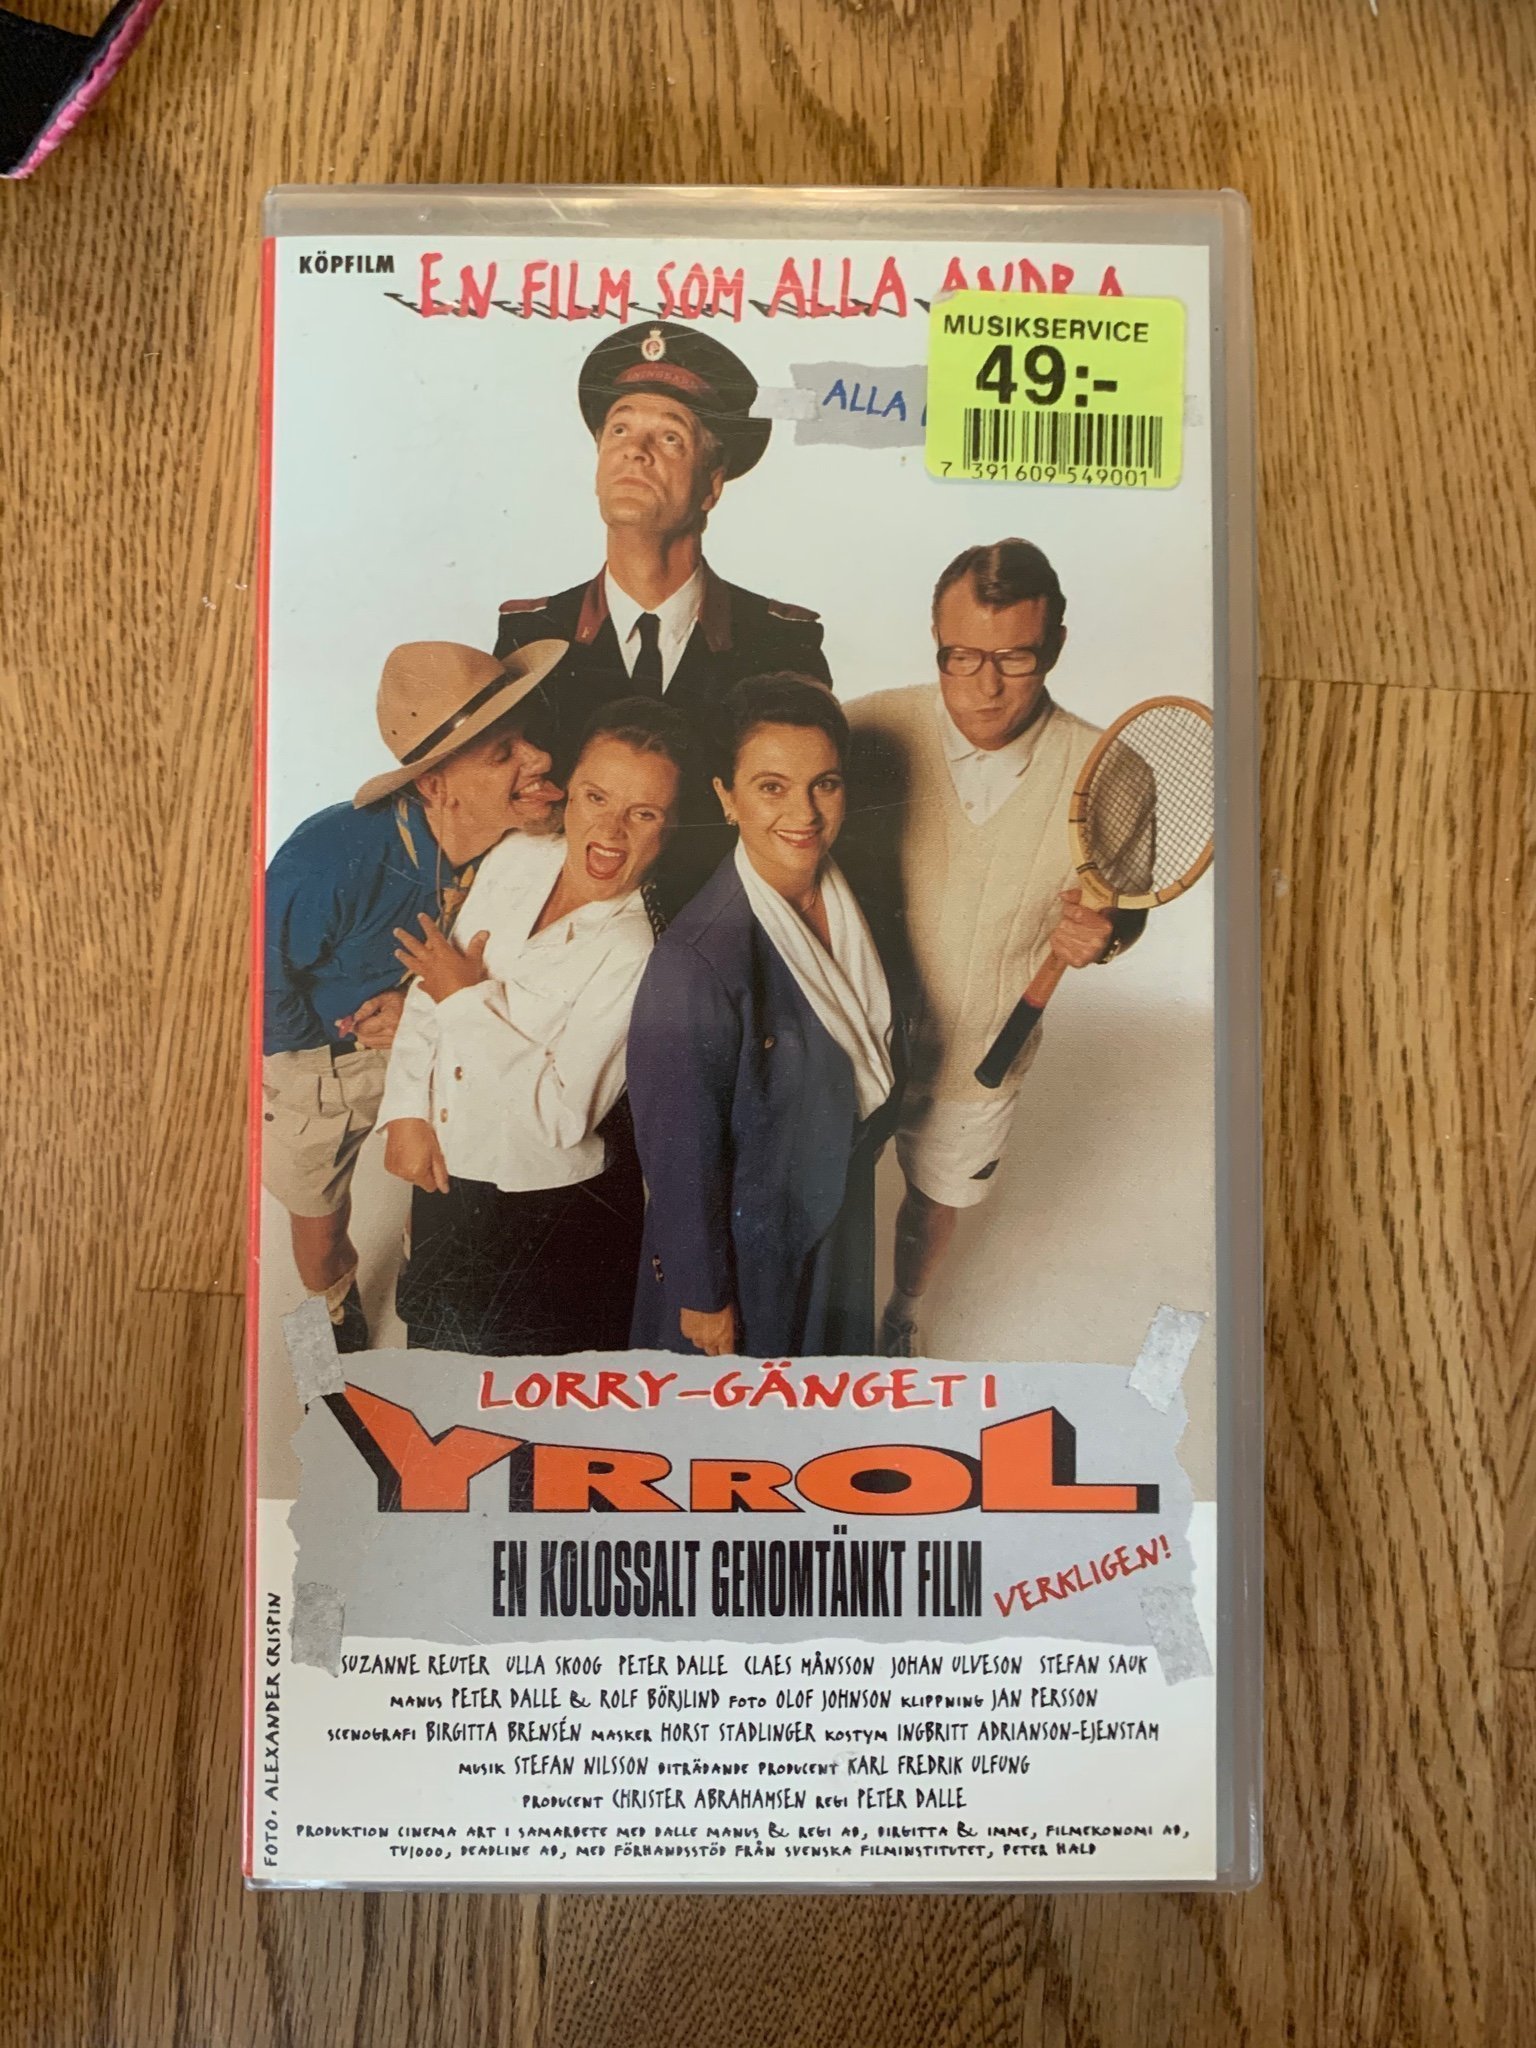 KÖPFILM
EN FILM SOM ALLA ANDRA
MUSIKSERVICE
49:-
7 391609 549001
ALLA
LORRY-GÄNGET I
YRROL
EN KOLOSSALT GENOMTÄNKT FILM
VERKLIGEN!
SUZANNE REUTER ULLA SKOOG PETER DALLE CLAES MÅNSSON JOHAN ULVESON STEFAN SAUK
MANUS PETER DALLE & ROLF BÖRJLIND FOTO OLOF JOHNSON KLIPPNING JAN PERSSON
SCENOGRAFI BIRGITTA BRENSÉN MASKER HORST STADLINGER KOSTYM INGBRITT ADRIANSON-EJENSTAM
MUSIK STEFAN NILSSON BITRÄDANDE PRODUCENT KARL FREDRIK ULFUNG
PRODUCENT CHRISTER ABRAHAMSEN REGI PETER DALLE
PRODUKTION CINEMA ART I SAMARBETE MED DALLE MANUS & REGI AB, BIRGITTA & IMME, FILMEKONOMI AB,
TV1000, DEADLINE AB, MED FÖRHANDSSTÖD FRÅN SVENSKA FILMINSTITUTET, PETER HALD
FOTO. ALEXANDER CRISPIN